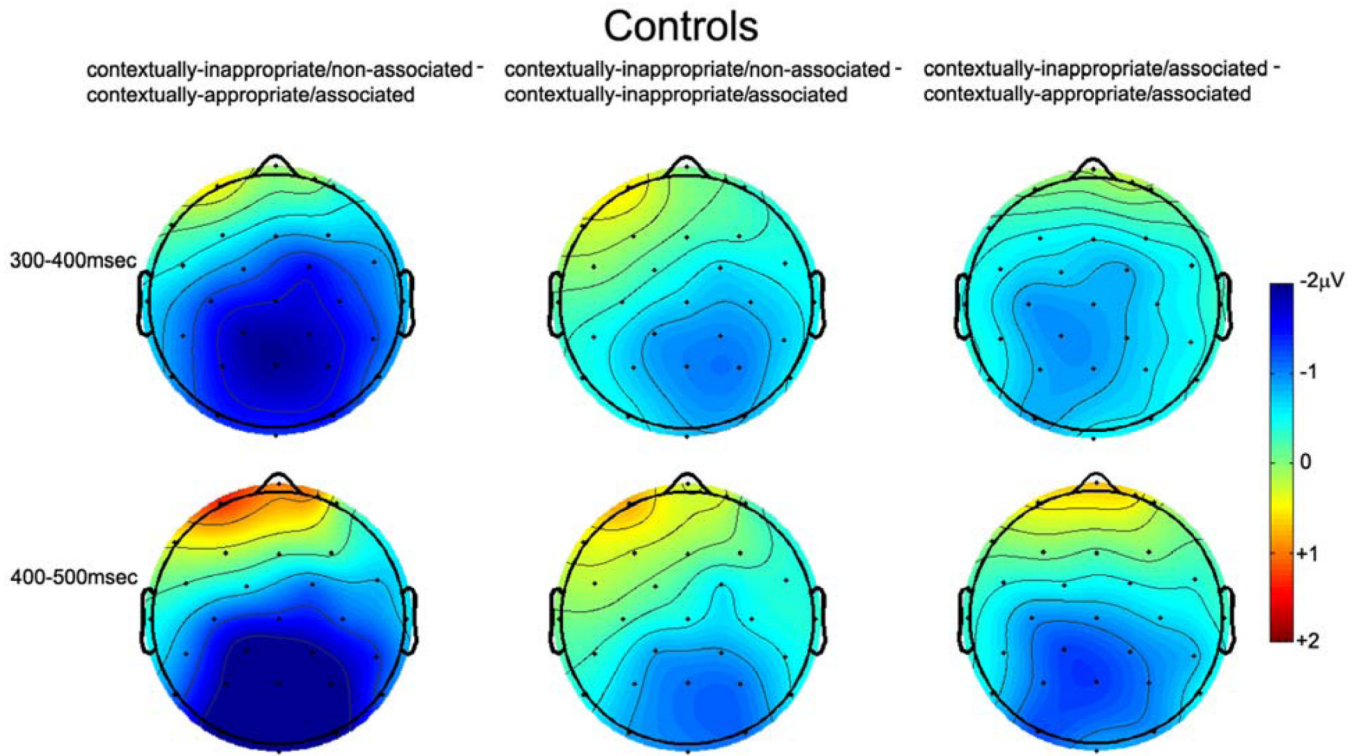 Controls
contextually-inappropriate/non-associated -
contextually-appropriate/associated
contextually-inappropriate/non-associated -
contextually-inappropriate/associated
contextually-inappropriate/associated -
contextually-appropriate/associated
300-400msec
-2μV
-1
0
+1
+2
400-500msec